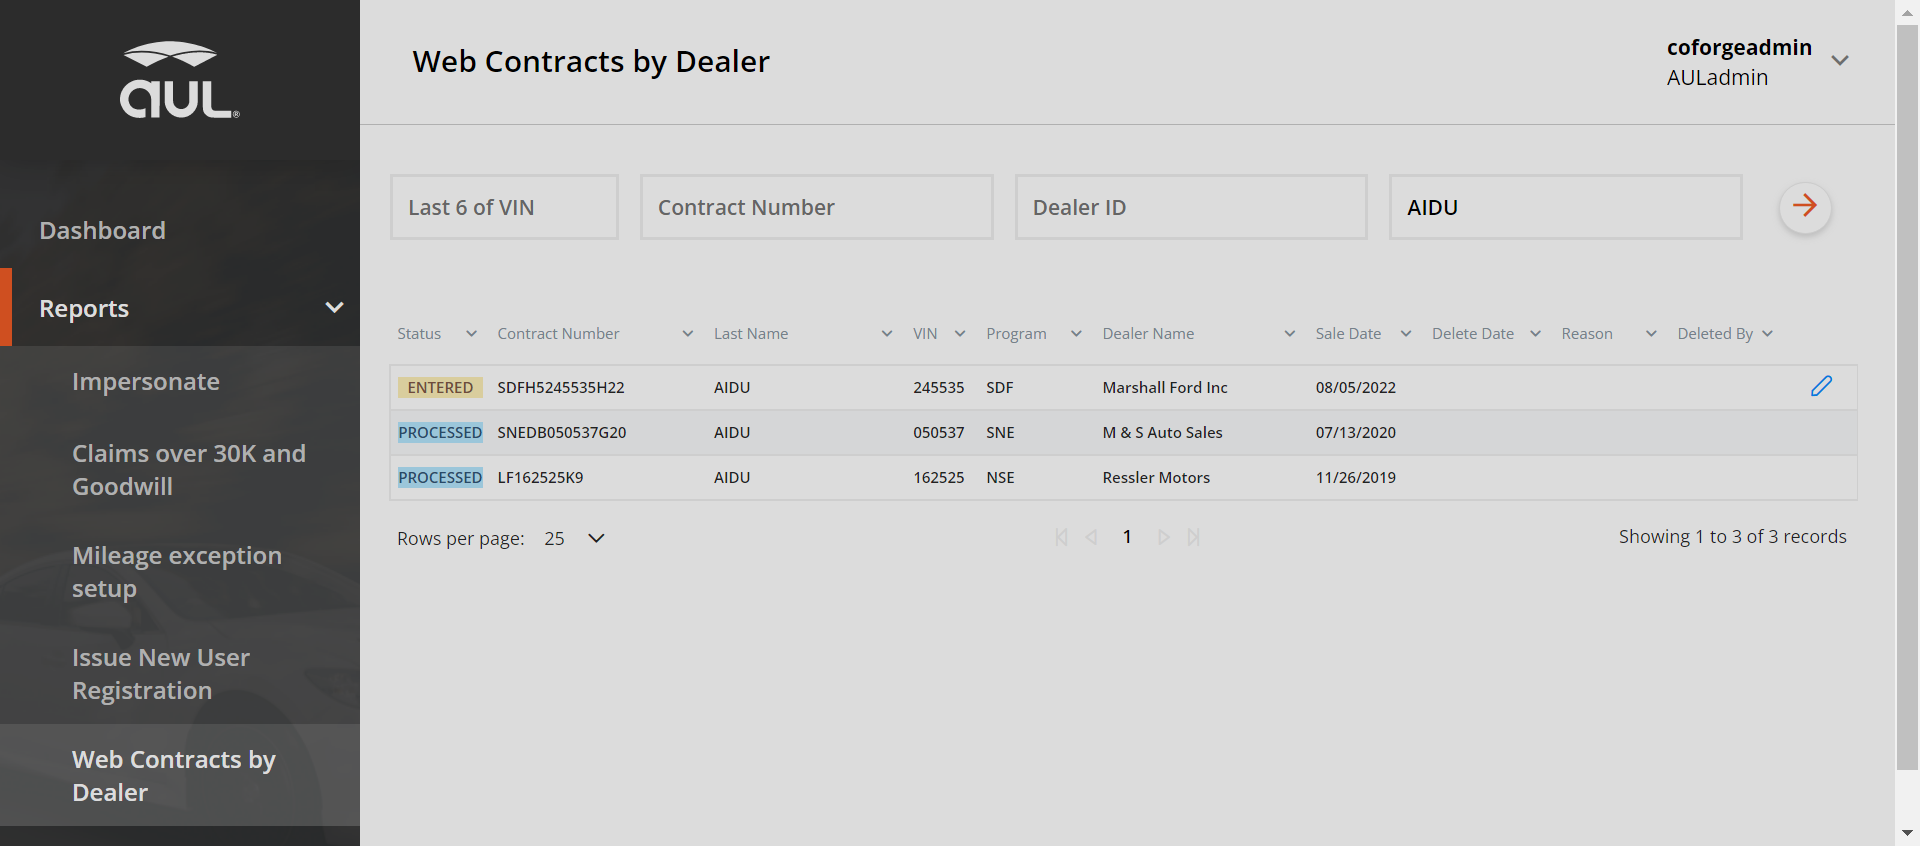 aUL®
Dashboard
Reports
Impersonate
Claims over 30K and
Goodwill
Mileage exception
setup
Issue New User
Registration
Web Contracts by
Dealer
Web Contracts by Dealer
coforgeadmin
AULadmin
Last 6 of VIN Contract Number Dealer ID AIDU
Status Contract Number Last Name VIN Program Dealer Name Sale Date Delete Date Reason Deleted By
ENTERED SDFH5245535H22 AIDU 245535 SDF Marshall Ford Inc 08/05/2022
PROCESSED SNEDB050537G20 AIDU 050537 SNE M & S Auto Sales 07/13/2020
PROCESSED LF162525K9 AIDU 162525 NSE Ressler Motors 11/26/2019
Rows per page: 25 1 Showing 1 to 3 of 3 records